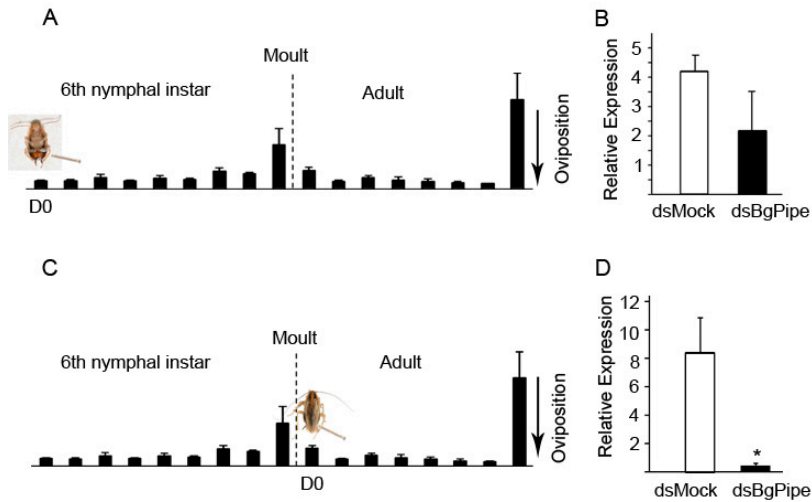 A
6th nymphal instar
Moult
Adult
Oviposition
D0
B
Relative Expression
5
4
3
4
2
1
dsMock
dsBgPipe
C
6th nymphal instar
Moult
Adult
Oviposition
D0
D
Relative Expression
12
10
8
6
4
2
*
dsMock
dsBgPipe